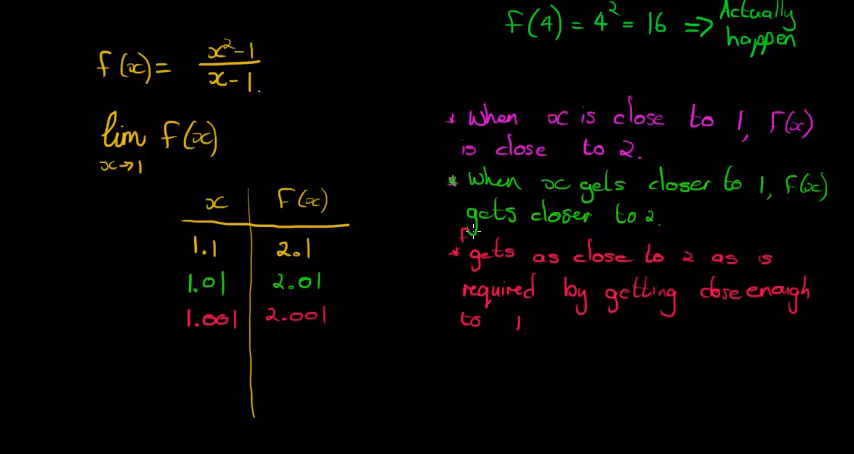 f(4) = 4² = 16 ⇒ Actually happen
f(x) = x²-1 / x-1.
lim f(x)
x→1
* When x is close to 1, f(x)
is close to 2.
* When x gets closer to 1, f(x)
gets closer to 2.
* gets as close to 2 as is
required by getting close enough
to 1.
x f(x)
1.1 2.1
1.01 2.01
1.001 2.001